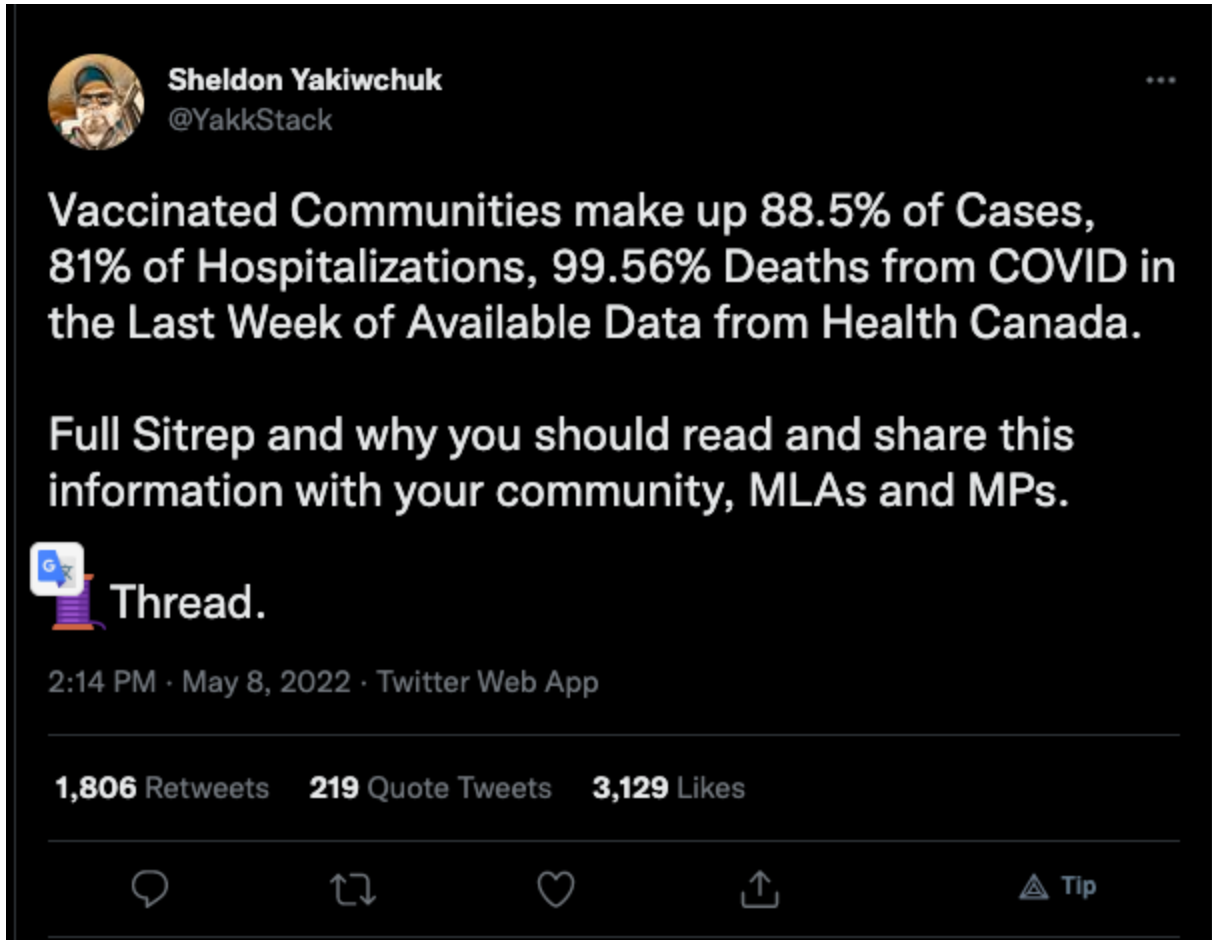 Sheldon Yakiwchuk
@YakkStack
Vaccinated Communities make up 88.5% of Cases,
81% of Hospitalizations, 99.56% Deaths from COVID in
the Last Week of Available Data from Health Canada.
Full Sitrep and why you should read and share this
information with your community, MLAs and MPs.
Thread.
2:14 PM · May 8, 2022 · Twitter Web App
1,806 Retweets 219 Quote Tweets 3,129 Likes
Tip